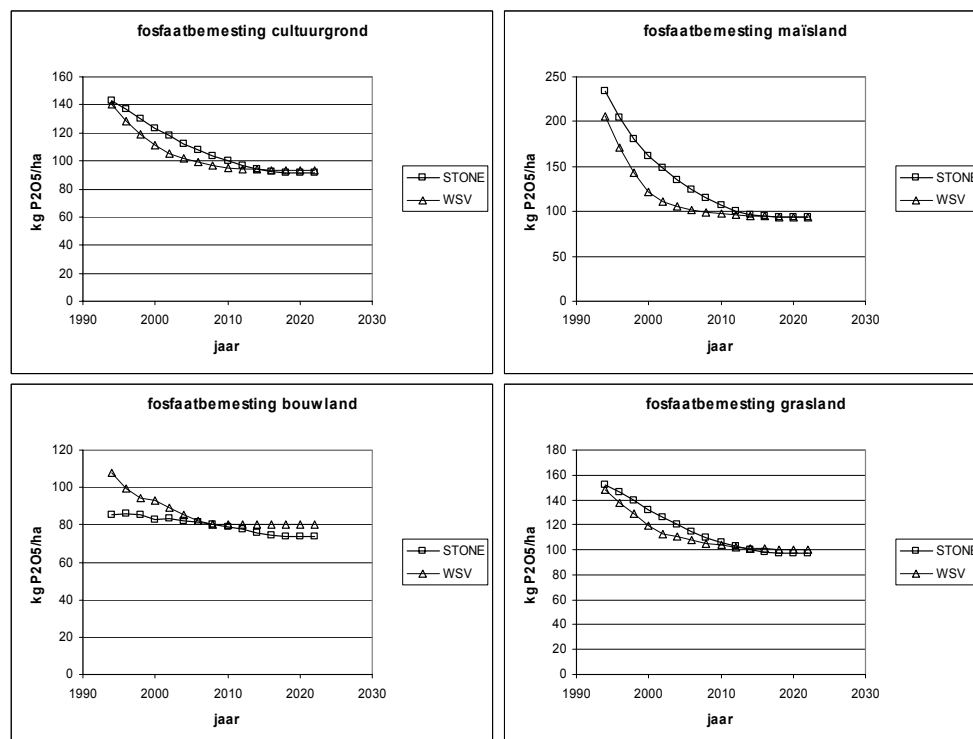 fosfaatbemesting cultuurgrond
160
140
120
100
80
60
40
20
0
kg P2O5/ha
1990 2000 2010 2020 2030
jaar
STONE
WSV
fosfaatbemesting maïsland
250
200
150
100
50
0
kg P2O5/ha
1990 2000 2010 2020 2030
jaar
STONE
WSV
fosfaatbemesting bouwland
120
100
80
60
40
20
0
kg P2O5/ha
1990 2000 2010 2020 2030
jaar
STONE
WSV
fosfaatbemesting grasland
180
160
140
120
100
80
60
40
20
0
kg P2O5/ha
1990 2000 2010 2020 2030
jaar
STONE
WSV